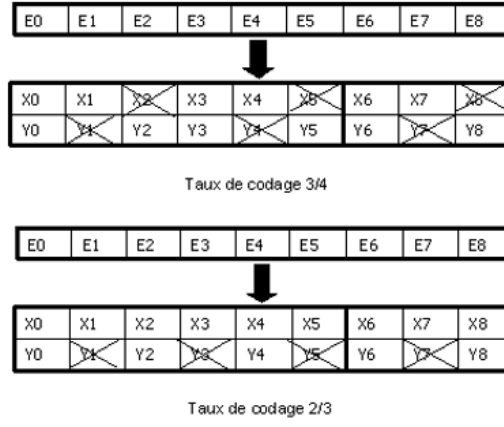 E0 E1 E2 E3 E4 E5 E6 E7 E8
X0 X1 X2 X3 X4 X5 X6 X7 X8
Y0 Y1 Y2 Y3 Y4 Y5 Y6 Y7 Y8
Taux de codage 3/4
E0 E1 E2 E3 E4 E5 E6 E7 E8
X0 X1 X2 X3 X4 X5 X6 X7 X8
Y0 Y1 Y2 Y3 Y4 Y5 Y6 Y7 Y8
Taux de codage 2/3